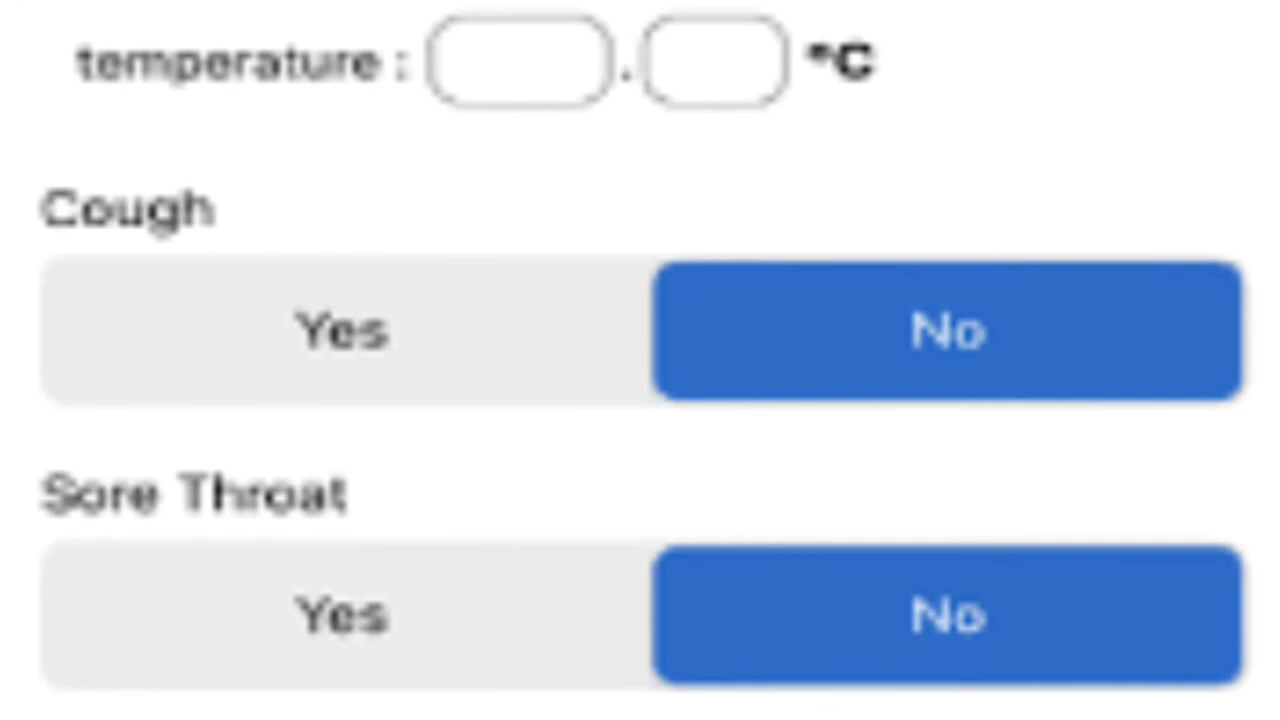 temperature : . °C
Cough
Yes No
Sore Throat
Yes No